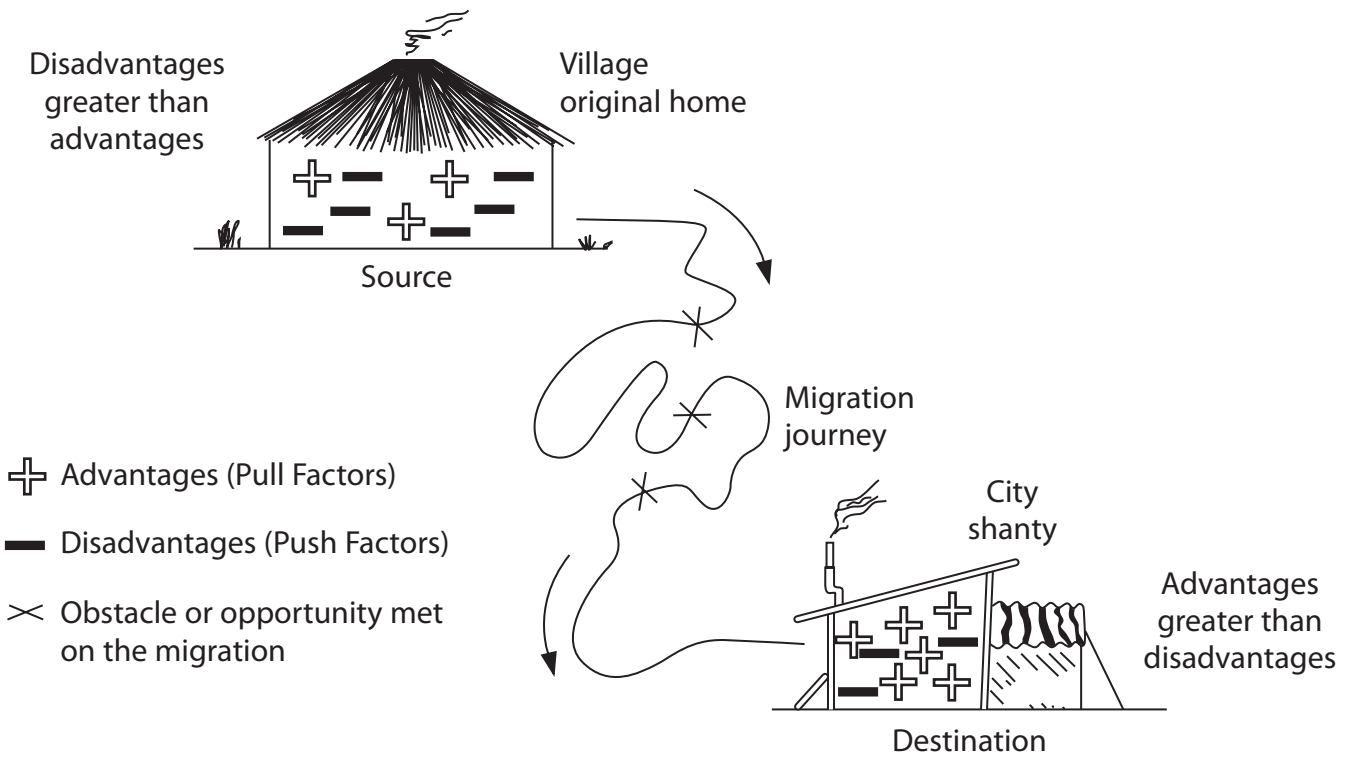 Disadvantages
greater than
advantages
Village
original home
Source
Migration
journey
Advantages (Pull Factors)
Disadvantages (Push Factors)
Obstacle or opportunity met
on the migration
City
shanty
Advantages
greater than
disadvantages
Destination